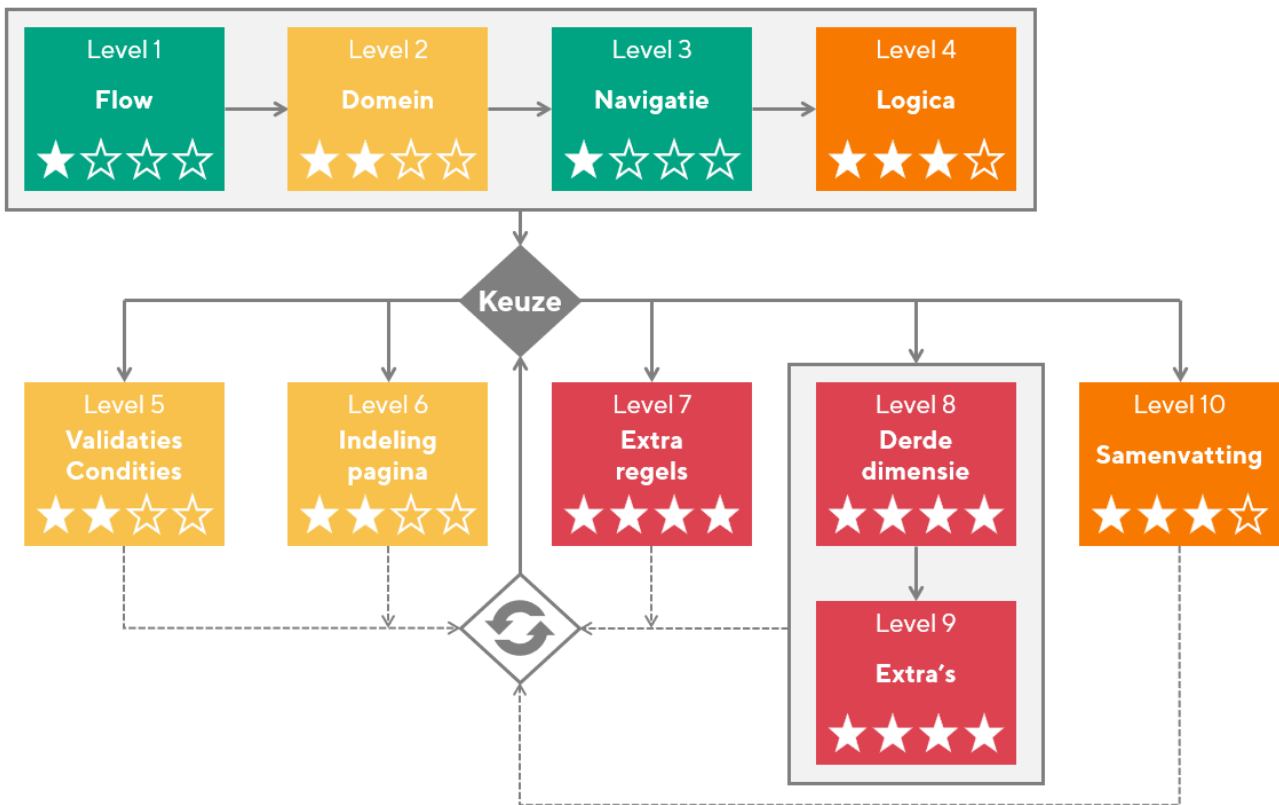 Level 1
Flow
Level 2
Domein
Level 3
Navigatie
Level 4
Logica
Keuze
Level 5
Validaties
Condities
Level 6
Indeling
pagina
Level 7
Extra
regels
Level 8
Derde
dimensie
Level 10
Samenvatting
Level 9
Extra’s